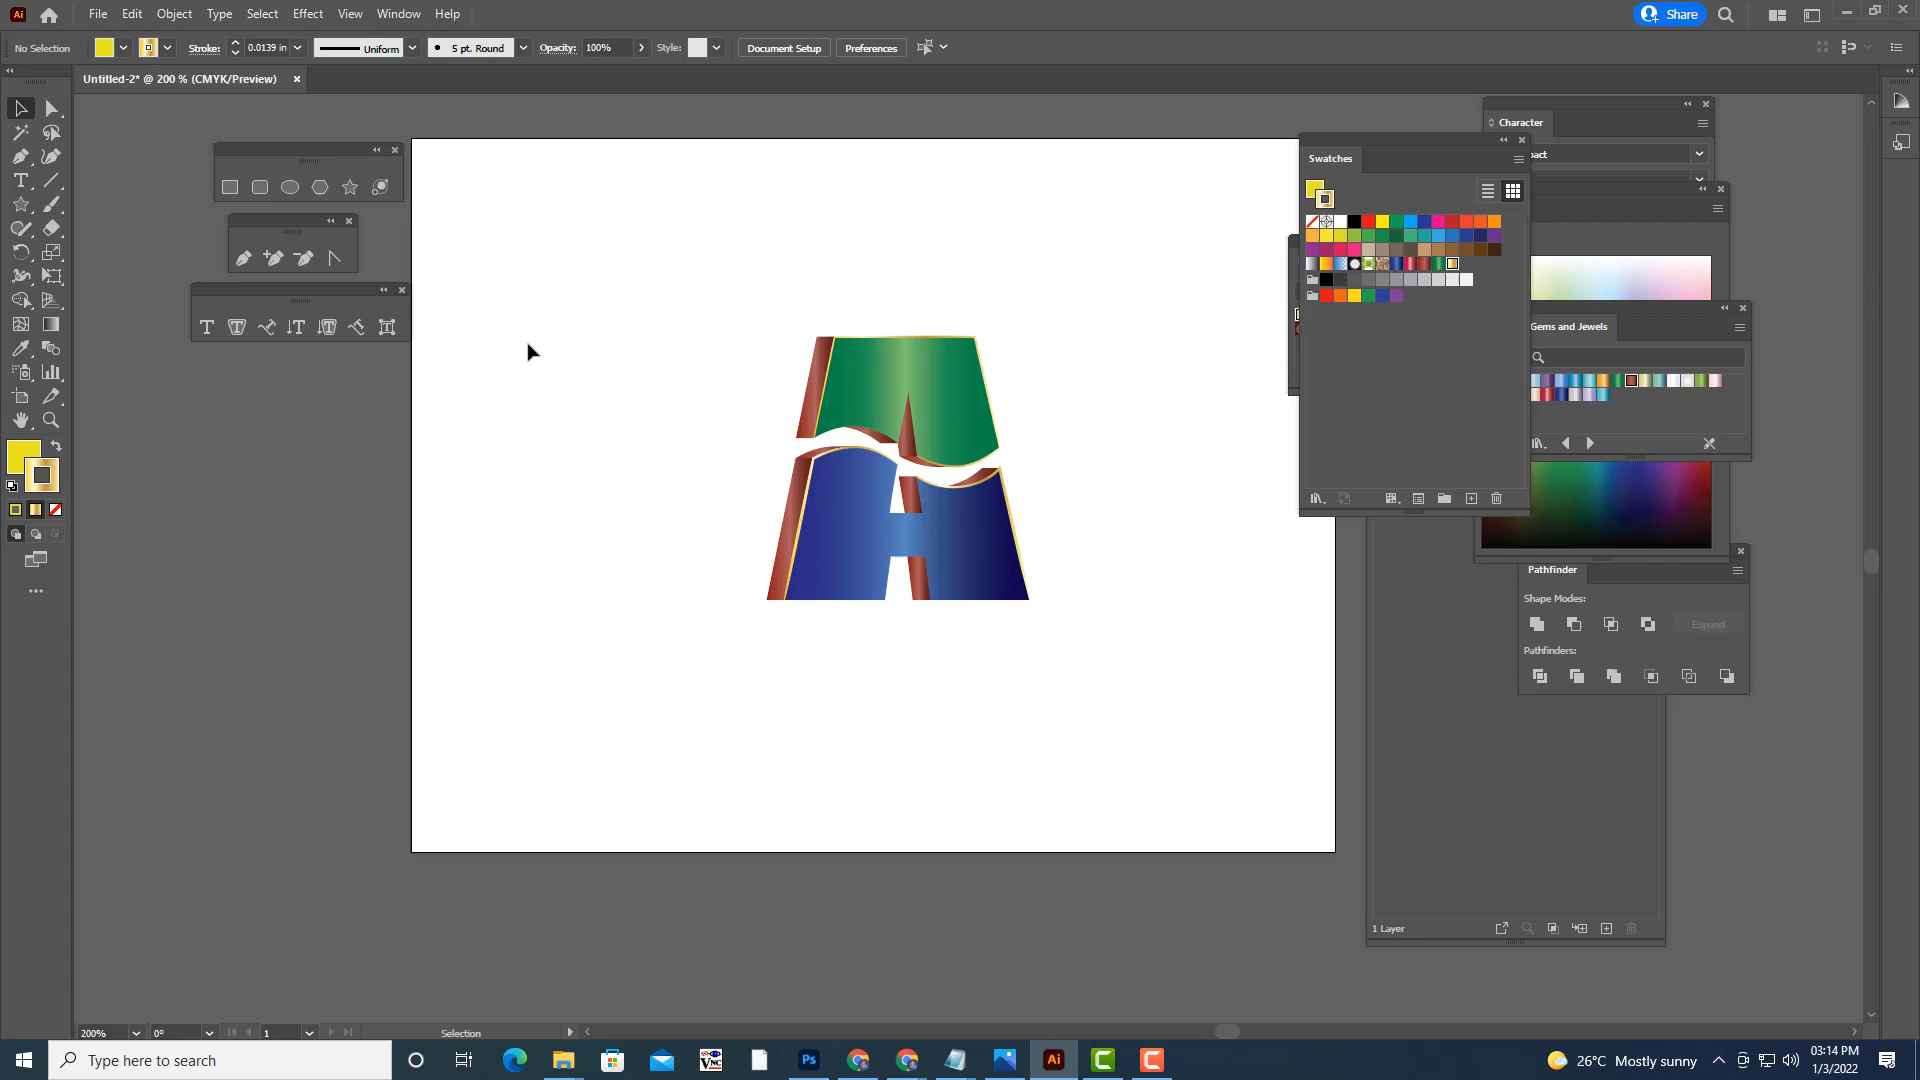 Ai File Edit Object Type Select Effect View Window Help Share
No Selection Stroke: 0.0139 in Uniform 5 pt. Round Opacity: 100% Style: Document Setup Preferences
Untitled-2* @ 200 % (CMYK/Preview)
Character
Swatches
Gems and Jewels
Pathfinder
Shape Modes:
Expand
Pathfinders:
1 Layer
200% 0° 1 Selection
Type here to search
VNC
Ps
Ai
26°C Mostly sunny
03:14 PM
1/3/2022